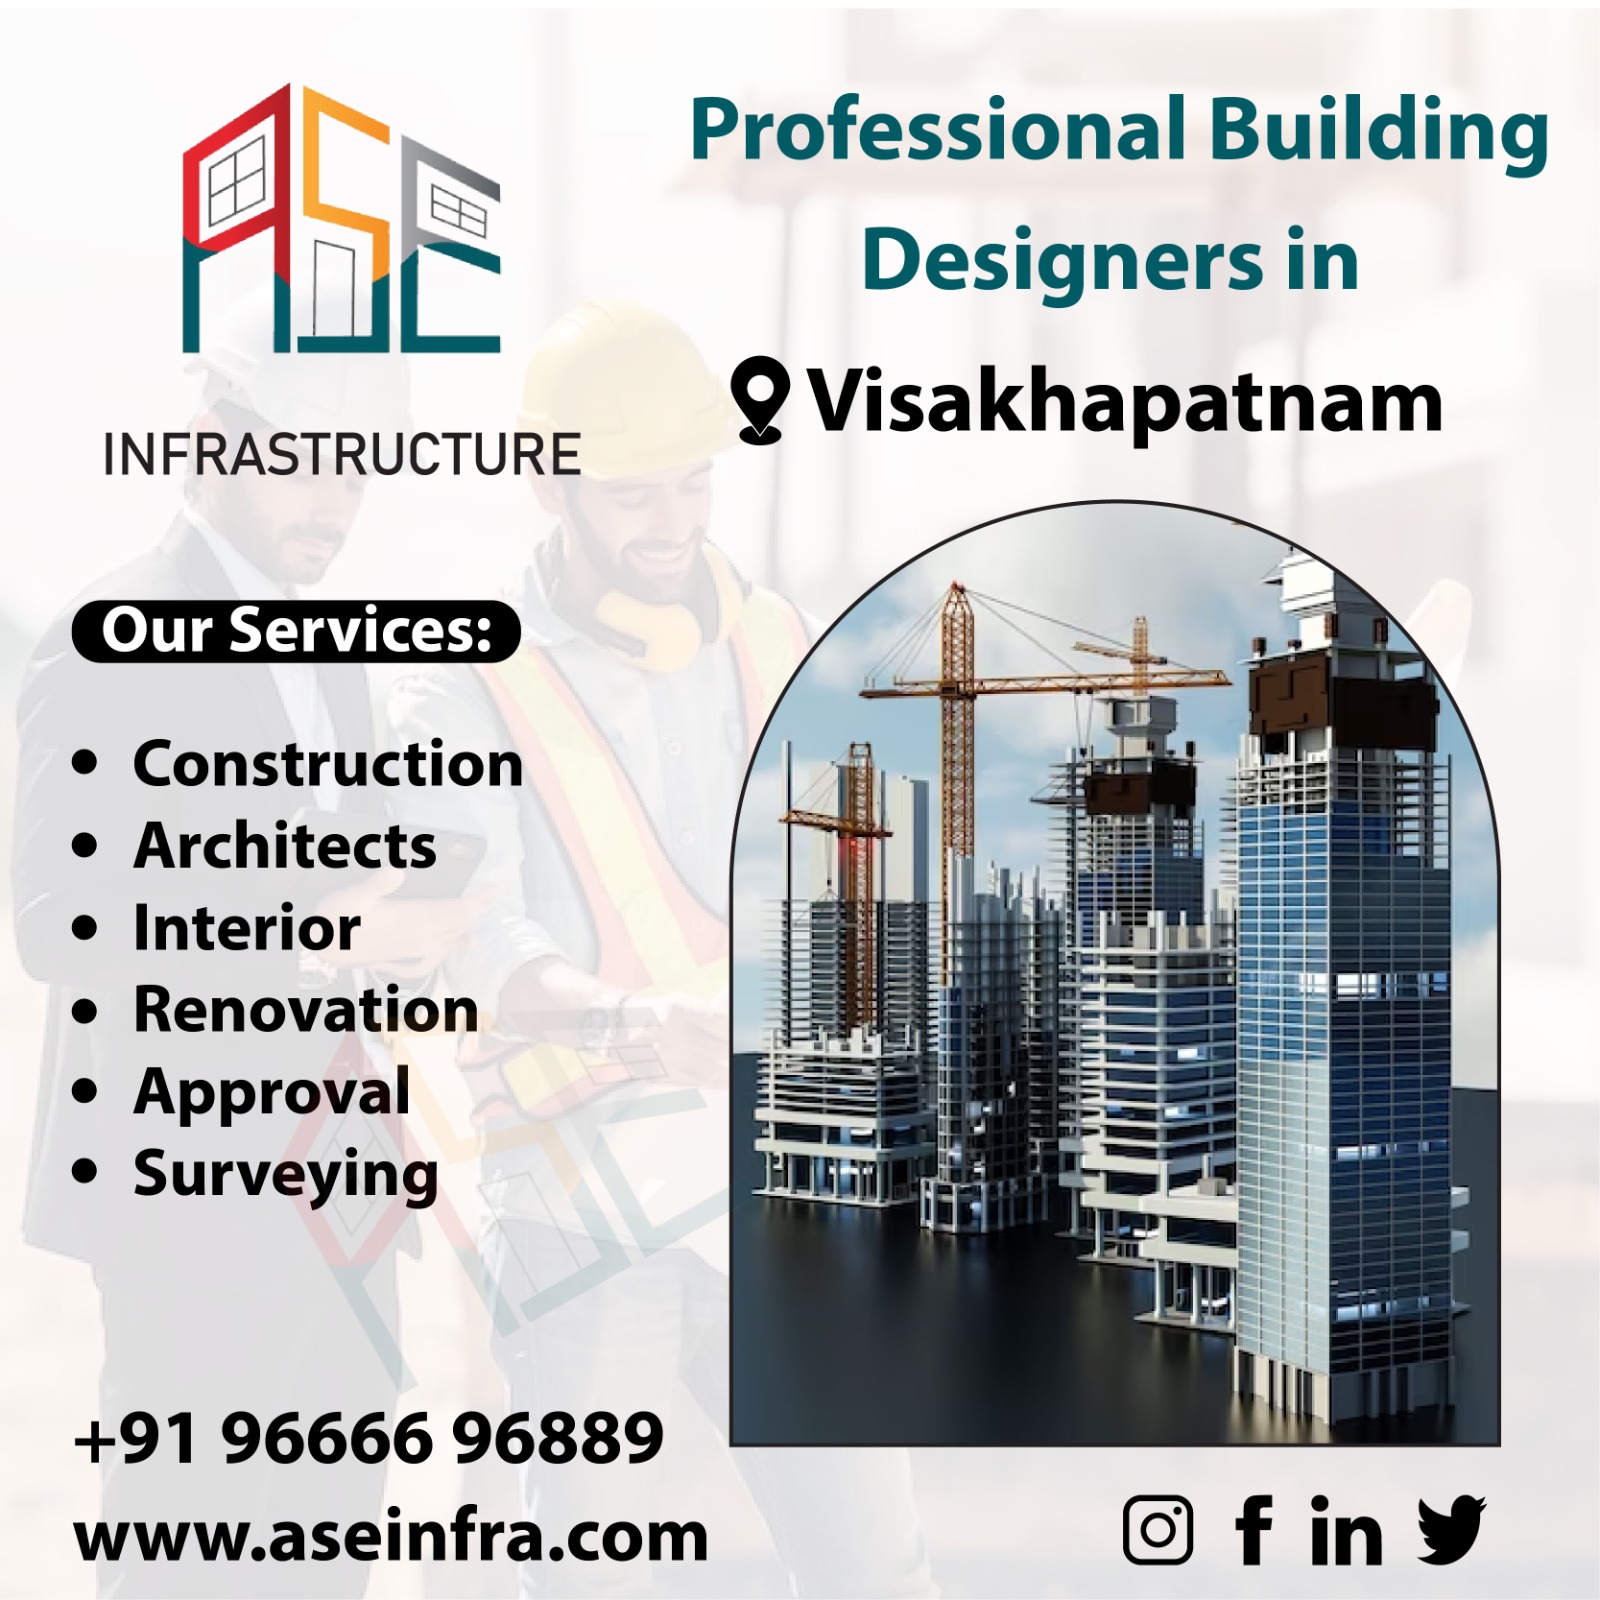 ASE
INFRASTRUCTURE
Professional Building
Designers in
Visakhapatnam
Our Services:
• Construction
• Architects
• Interior
• Renovation
• Approval
• Surveying
+91 96666 96889
www.aseinfra.com